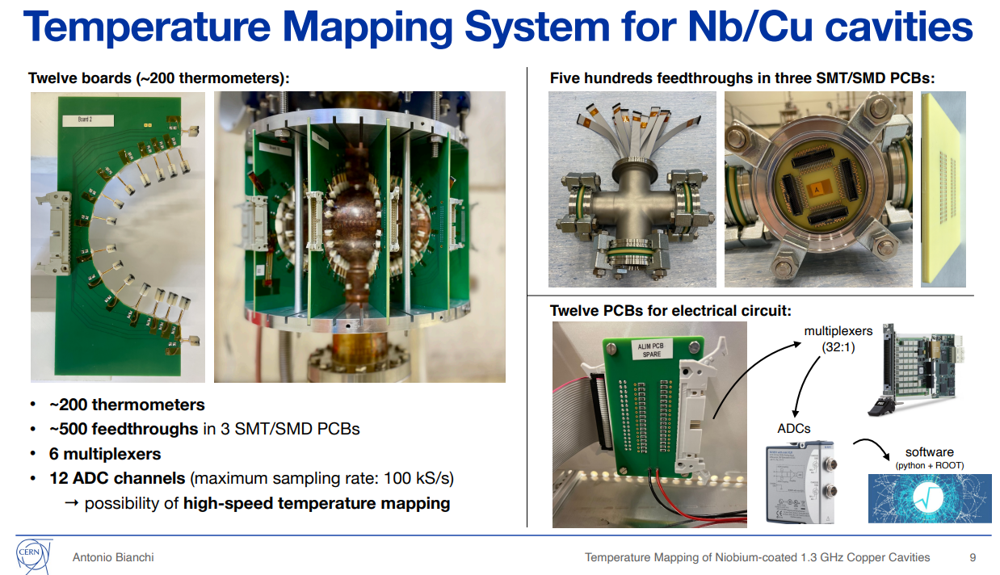 Temperature Mapping System for Nb/Cu cavities
Twelve boards (~200 thermometers):
Board 2
• ~200 thermometers
• ~500 feedthroughs in 3 SMT/SMD PCBs
• 6 multiplexers
• 12 ADC channels (maximum sampling rate: 100 kS/s)
→ possibility of high-speed temperature mapping
Five hundreds feedthroughs in three SMT/SMD PCBs:
A
Twelve PCBs for electrical circuit:
ALIM PCB
SPARE
multiplexers
(32:1)
ADCs
software
(python + ROOT)
CERN
Antonio Bianchi
Temperature Mapping of Niobium-coated 1.3 GHz Copper Cavities
9